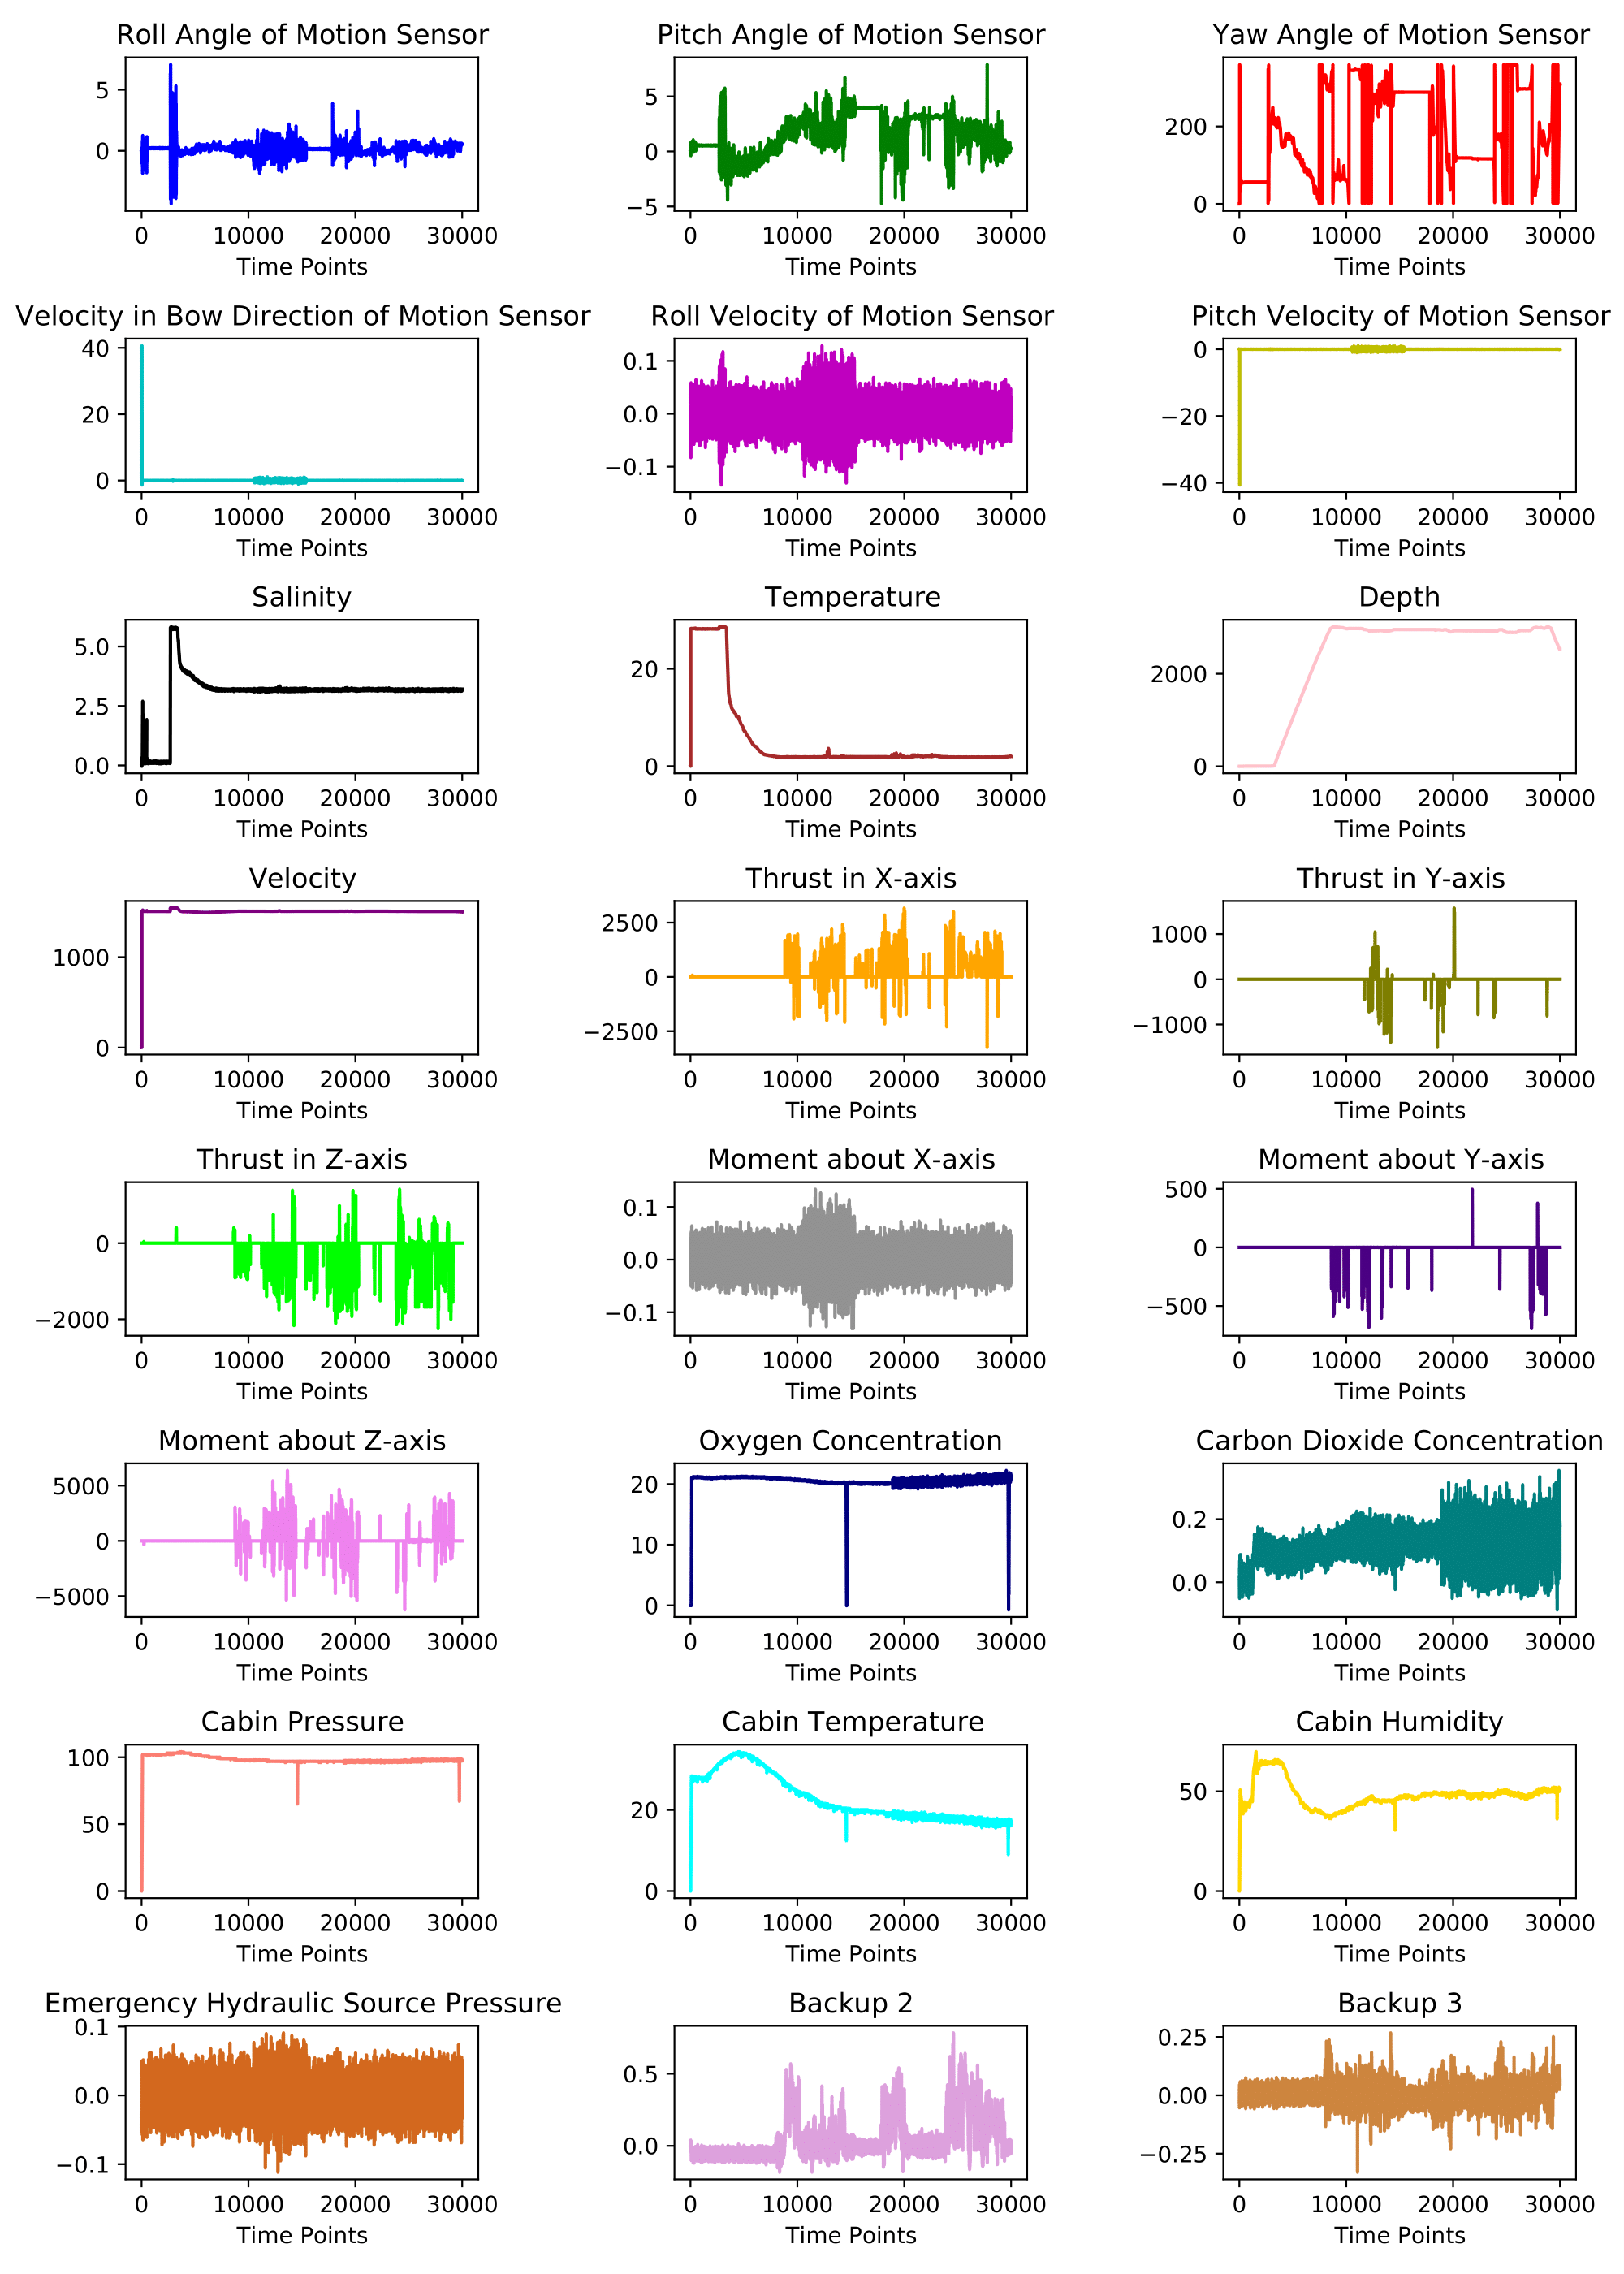 Roll Angle of Motion Sensor
Pitch Angle of Motion Sensor
Yaw Angle of Motion Sensor
5
0
0 10000 20000 30000
Time Points
5
0
−5
0 10000 20000 30000
Time Points
200
0
0 10000 20000 30000
Time Points
Velocity in Bow Direction of Motion Sensor
Roll Velocity of Motion Sensor
Pitch Velocity of Motion Sensor
40
20
0
0 10000 20000 30000
Time Points
0.1
0.0
−0.1
0 10000 20000 30000
Time Points
0
−20
−40
0 10000 20000 30000
Time Points
Salinity
Temperature
Depth
5.0
2.5
0.0
0 10000 20000 30000
Time Points
20
0
0 10000 20000 30000
Time Points
2000
0
0 10000 20000 30000
Time Points
Velocity
Thrust in X-axis
Thrust in Y-axis
1000
0
0 10000 20000 30000
Time Points
2500
0
−2500
0 10000 20000 30000
Time Points
1000
0
−1000
0 10000 20000 30000
Time Points
Thrust in Z-axis
Moment about X-axis
Moment about Y-axis
0
−2000
0 10000 20000 30000
Time Points
0.1
0.0
−0.1
0 10000 20000 30000
Time Points
500
0
−500
0 10000 20000 30000
Time Points
Moment about Z-axis
Oxygen Concentration
Carbon Dioxide Concentration
5000
0
−5000
0 10000 20000 30000
Time Points
20
10
0
0 10000 20000 30000
Time Points
0.2
0.0
0 10000 20000 30000
Time Points
Cabin Pressure
Cabin Temperature
Cabin Humidity
100
50
0
0 10000 20000 30000
Time Points
20
0
0 10000 20000 30000
Time Points
50
0
0 10000 20000 30000
Time Points
Emergency Hydraulic Source Pressure
Backup 2
Backup 3
0.1
0.0
−0.1
0 10000 20000 30000
Time Points
0.5
0.0
0 10000 20000 30000
Time Points
0.25
0.00
−0.25
0 10000 20000 30000
Time Points